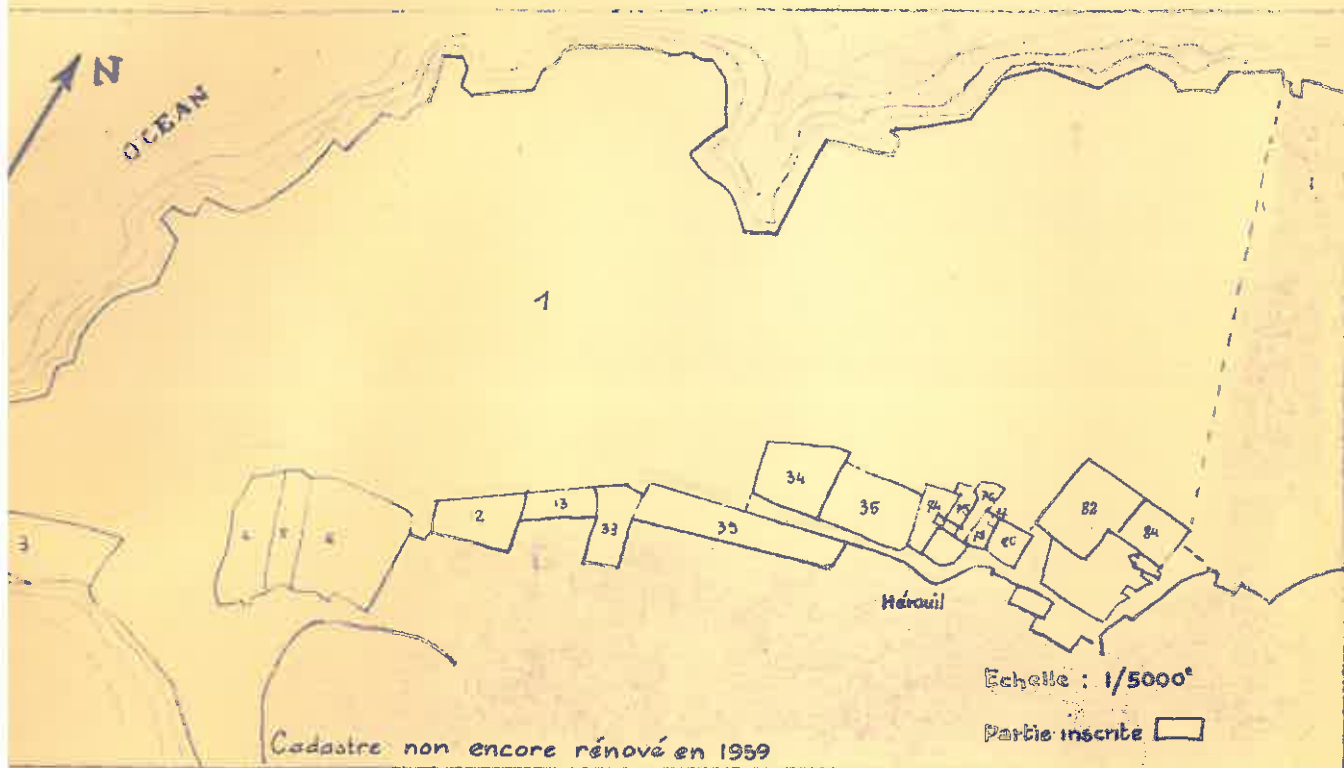 N
OCEAN
1
3
34
35
2
13
33
39
82
84
Hérouil
Echelle : 1/5000e
Partie inscrite
Cadastre non encore rénové en 1959